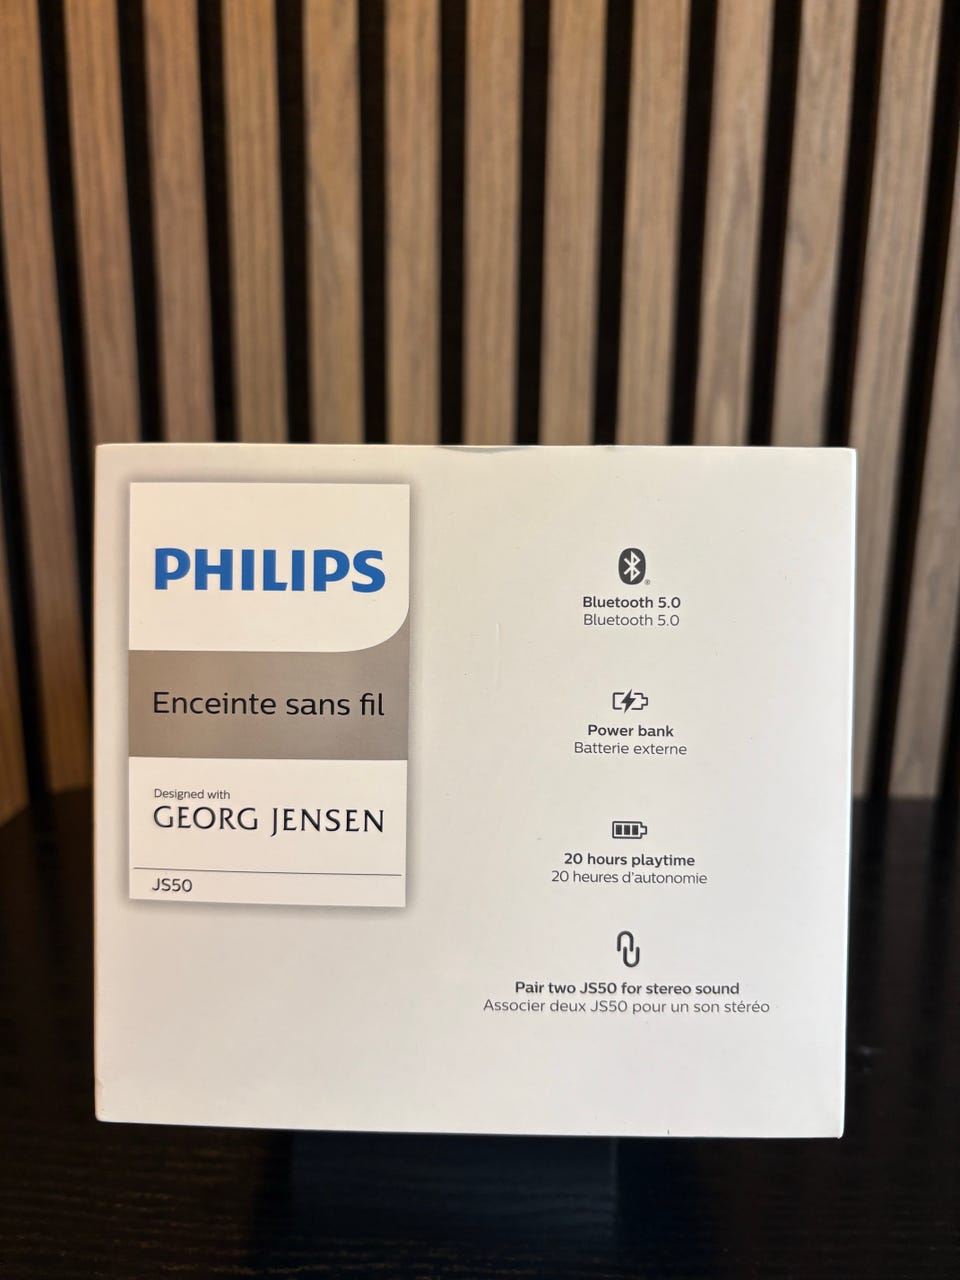 PHILIPS
Enceinte sans fil
Designed with
GEORG JENSEN
JS50
Bluetooth 5.0
Bluetooth 5.0
Power bank
Batterie externe
20 hours playtime
20 heures d'autonomie
Pair two JS50 for stereo sound
Associer deux JS50 pour un son stéréo